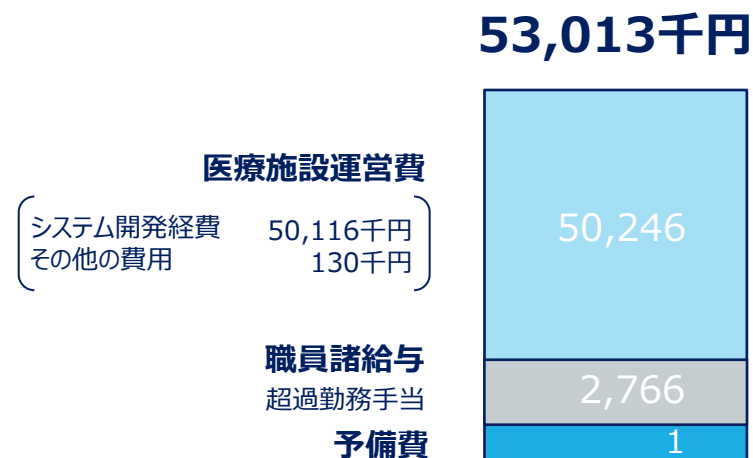 53,013千円
医療施設運営費
システム開発経費 50,116千円
その他の費用 130千円
50,246
職員諸給与
超過勤務手当
2,766
予備費
1